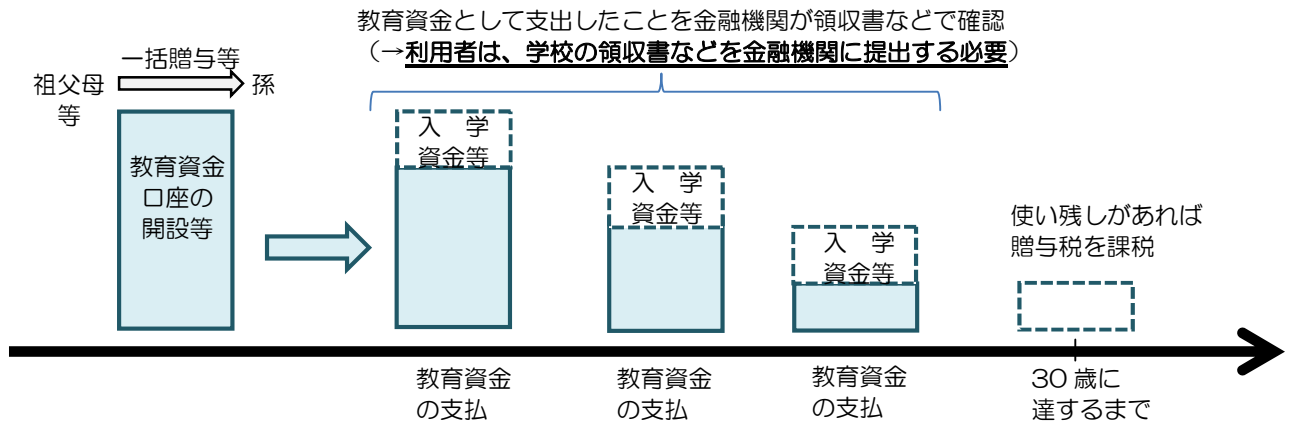 教育資金として支出したことを金融機関が領収書などで確認
（→利用者は、学校の領収書などを金融機関に提出する必要）
一括贈与等
祖父母
等
孫
教育資金
口座の
開設等
入　学
資金等
入　学
資金等
入　学
資金等
使い残しがあれば
贈与税を課税
教育資金
の支払
教育資金
の支払
教育資金
の支払
30 歳に
達するまで